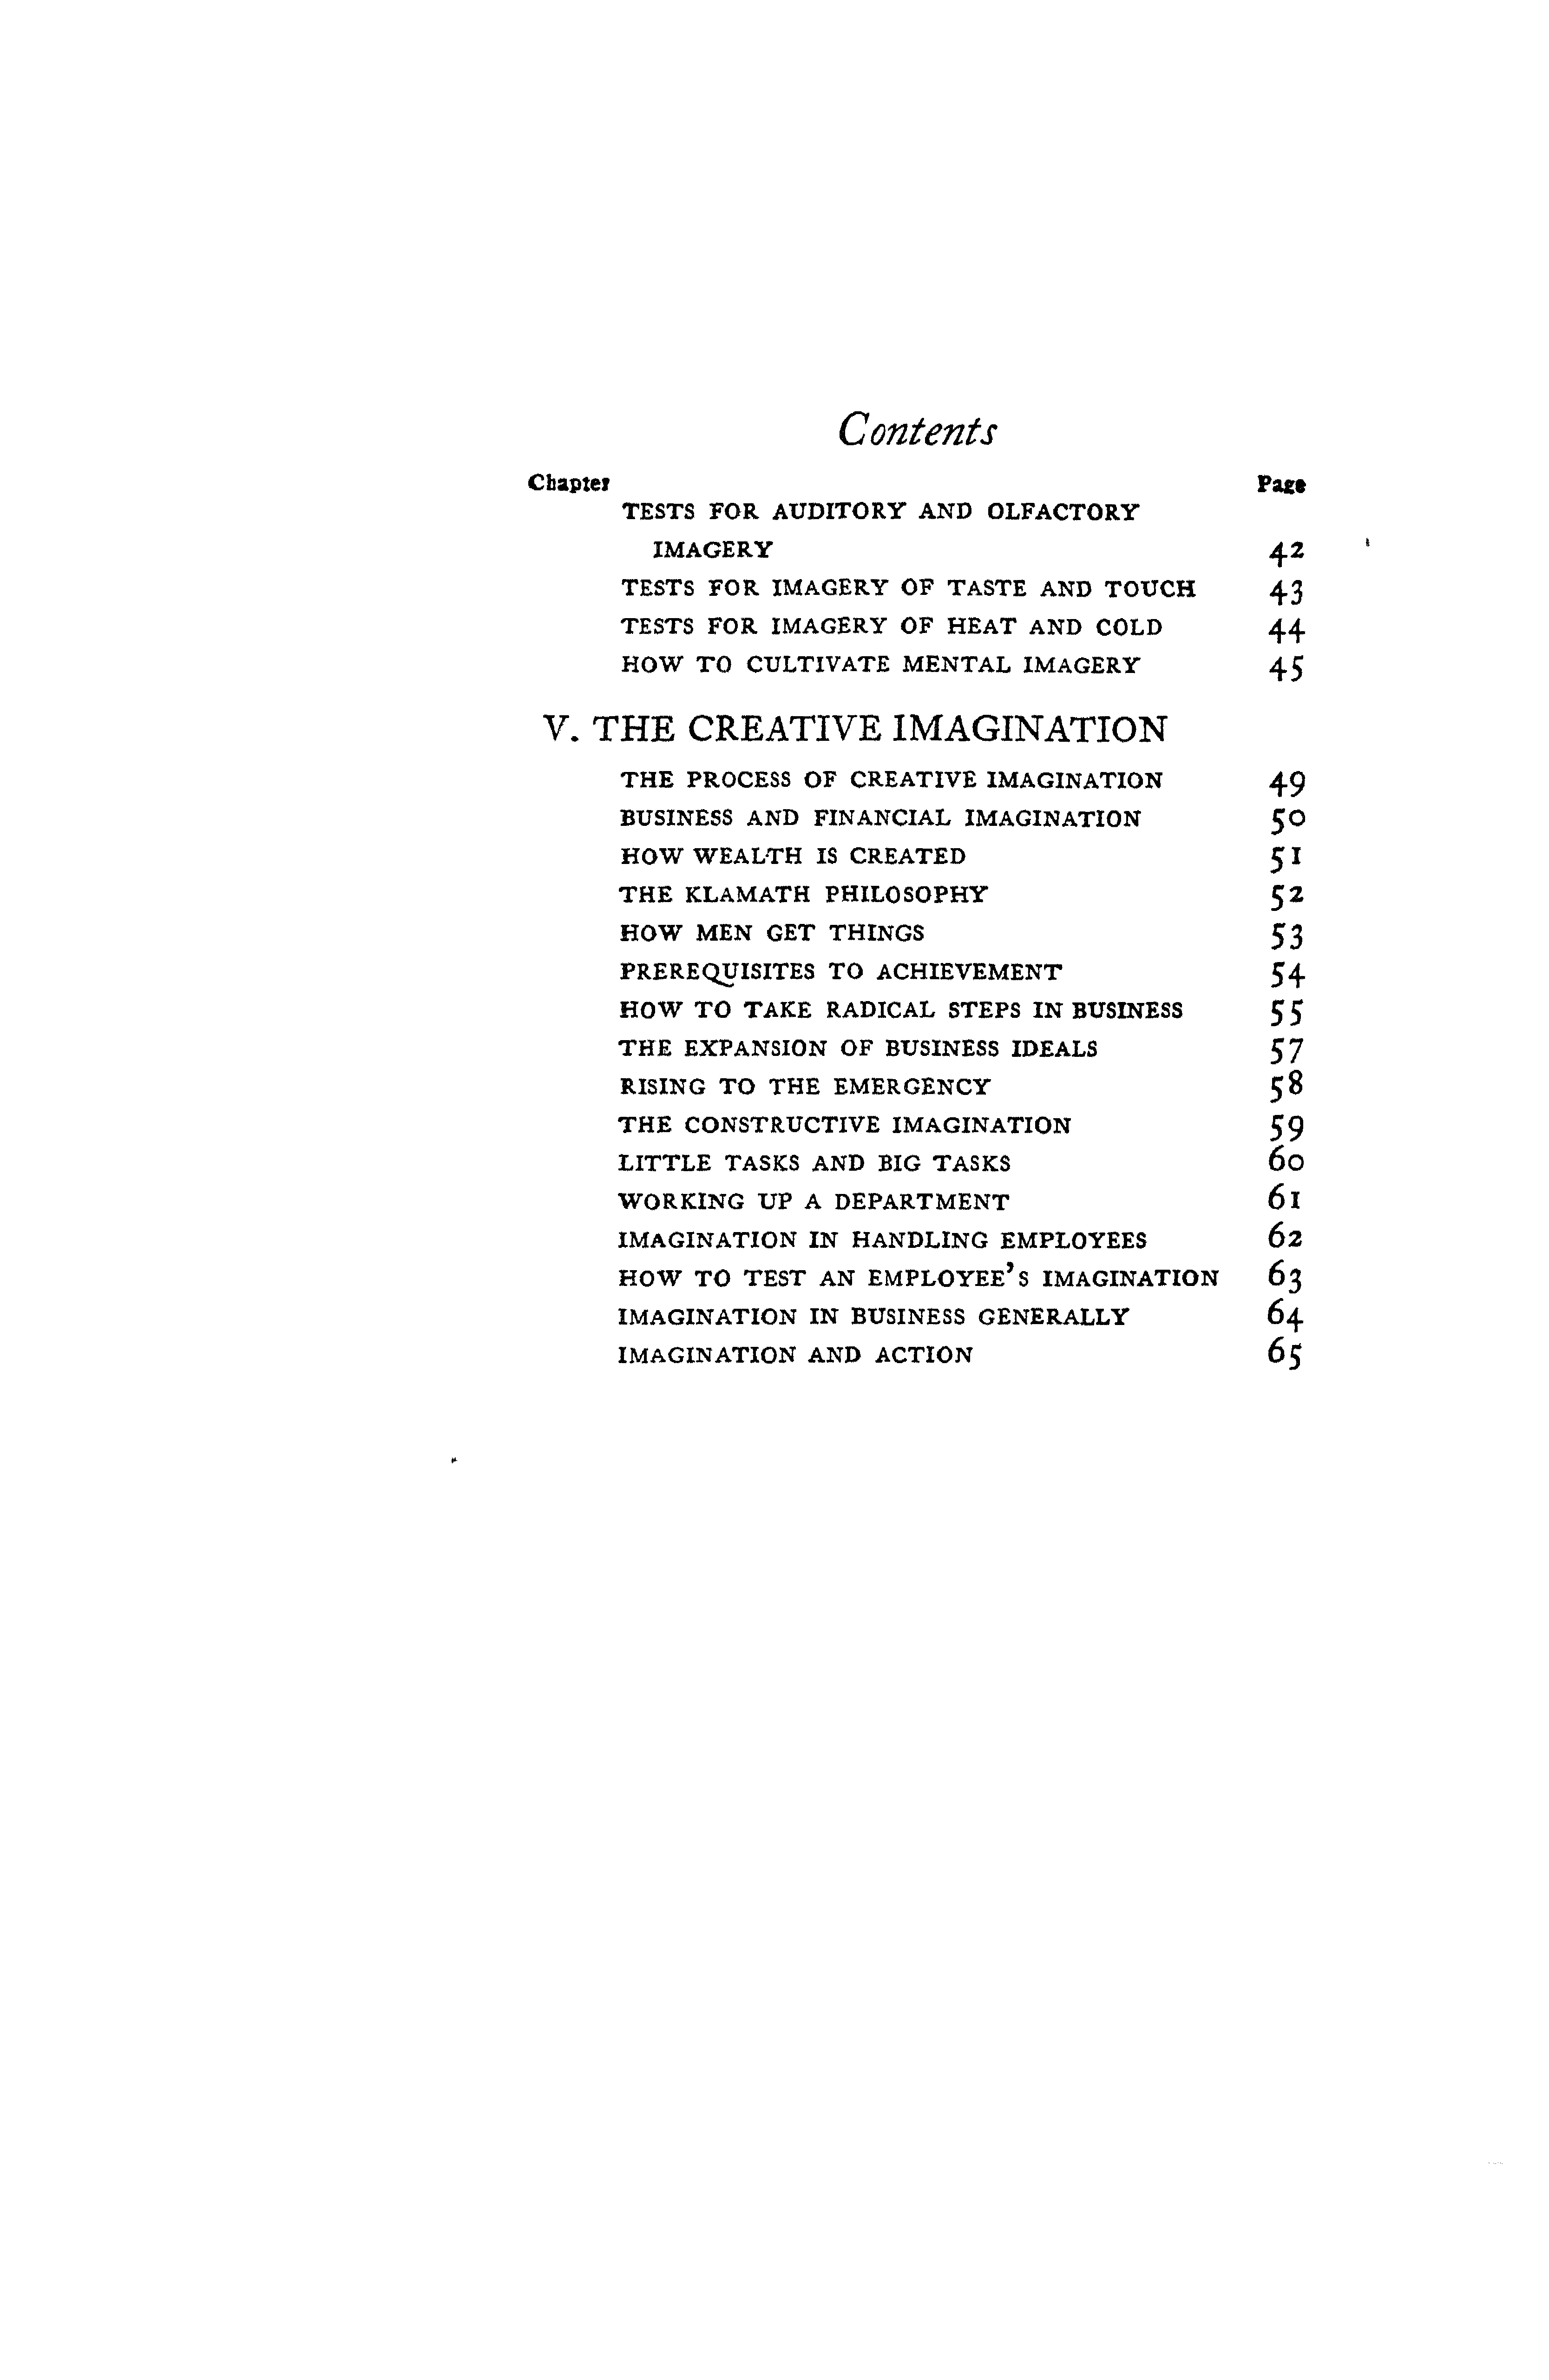 Contents
Chapter Page
TESTS FOR AUDITORY AND OLFACTORY
IMAGERY 42
TESTS FOR IMAGERY OF TASTE AND TOUCH 43
TESTS FOR IMAGERY OF HEAT AND COLD 44
HOW TO CULTIVATE MENTAL IMAGERY 45
V. THE CREATIVE IMAGINATION
THE PROCESS OF CREATIVE IMAGINATION 49
BUSINESS AND FINANCIAL IMAGINATION 50
HOW WEALTH IS CREATED 51
THE KLAMATH PHILOSOPHY 52
HOW MEN GET THINGS 53
PREREQUISITES TO ACHIEVEMENT 54
HOW TO TAKE RADICAL STEPS IN BUSINESS 55
THE EXPANSION OF BUSINESS IDEALS 57
RISING TO THE EMERGENCY 58
THE CONSTRUCTIVE IMAGINATION 59
LITTLE TASKS AND BIG TASKS 60
WORKING UP A DEPARTMENT 61
IMAGINATION IN HANDLING EMPLOYEES 62
HOW TO TEST AN EMPLOYEE'S IMAGINATION 63
IMAGINATION IN BUSINESS GENERALLY 64
IMAGINATION AND ACTION 65